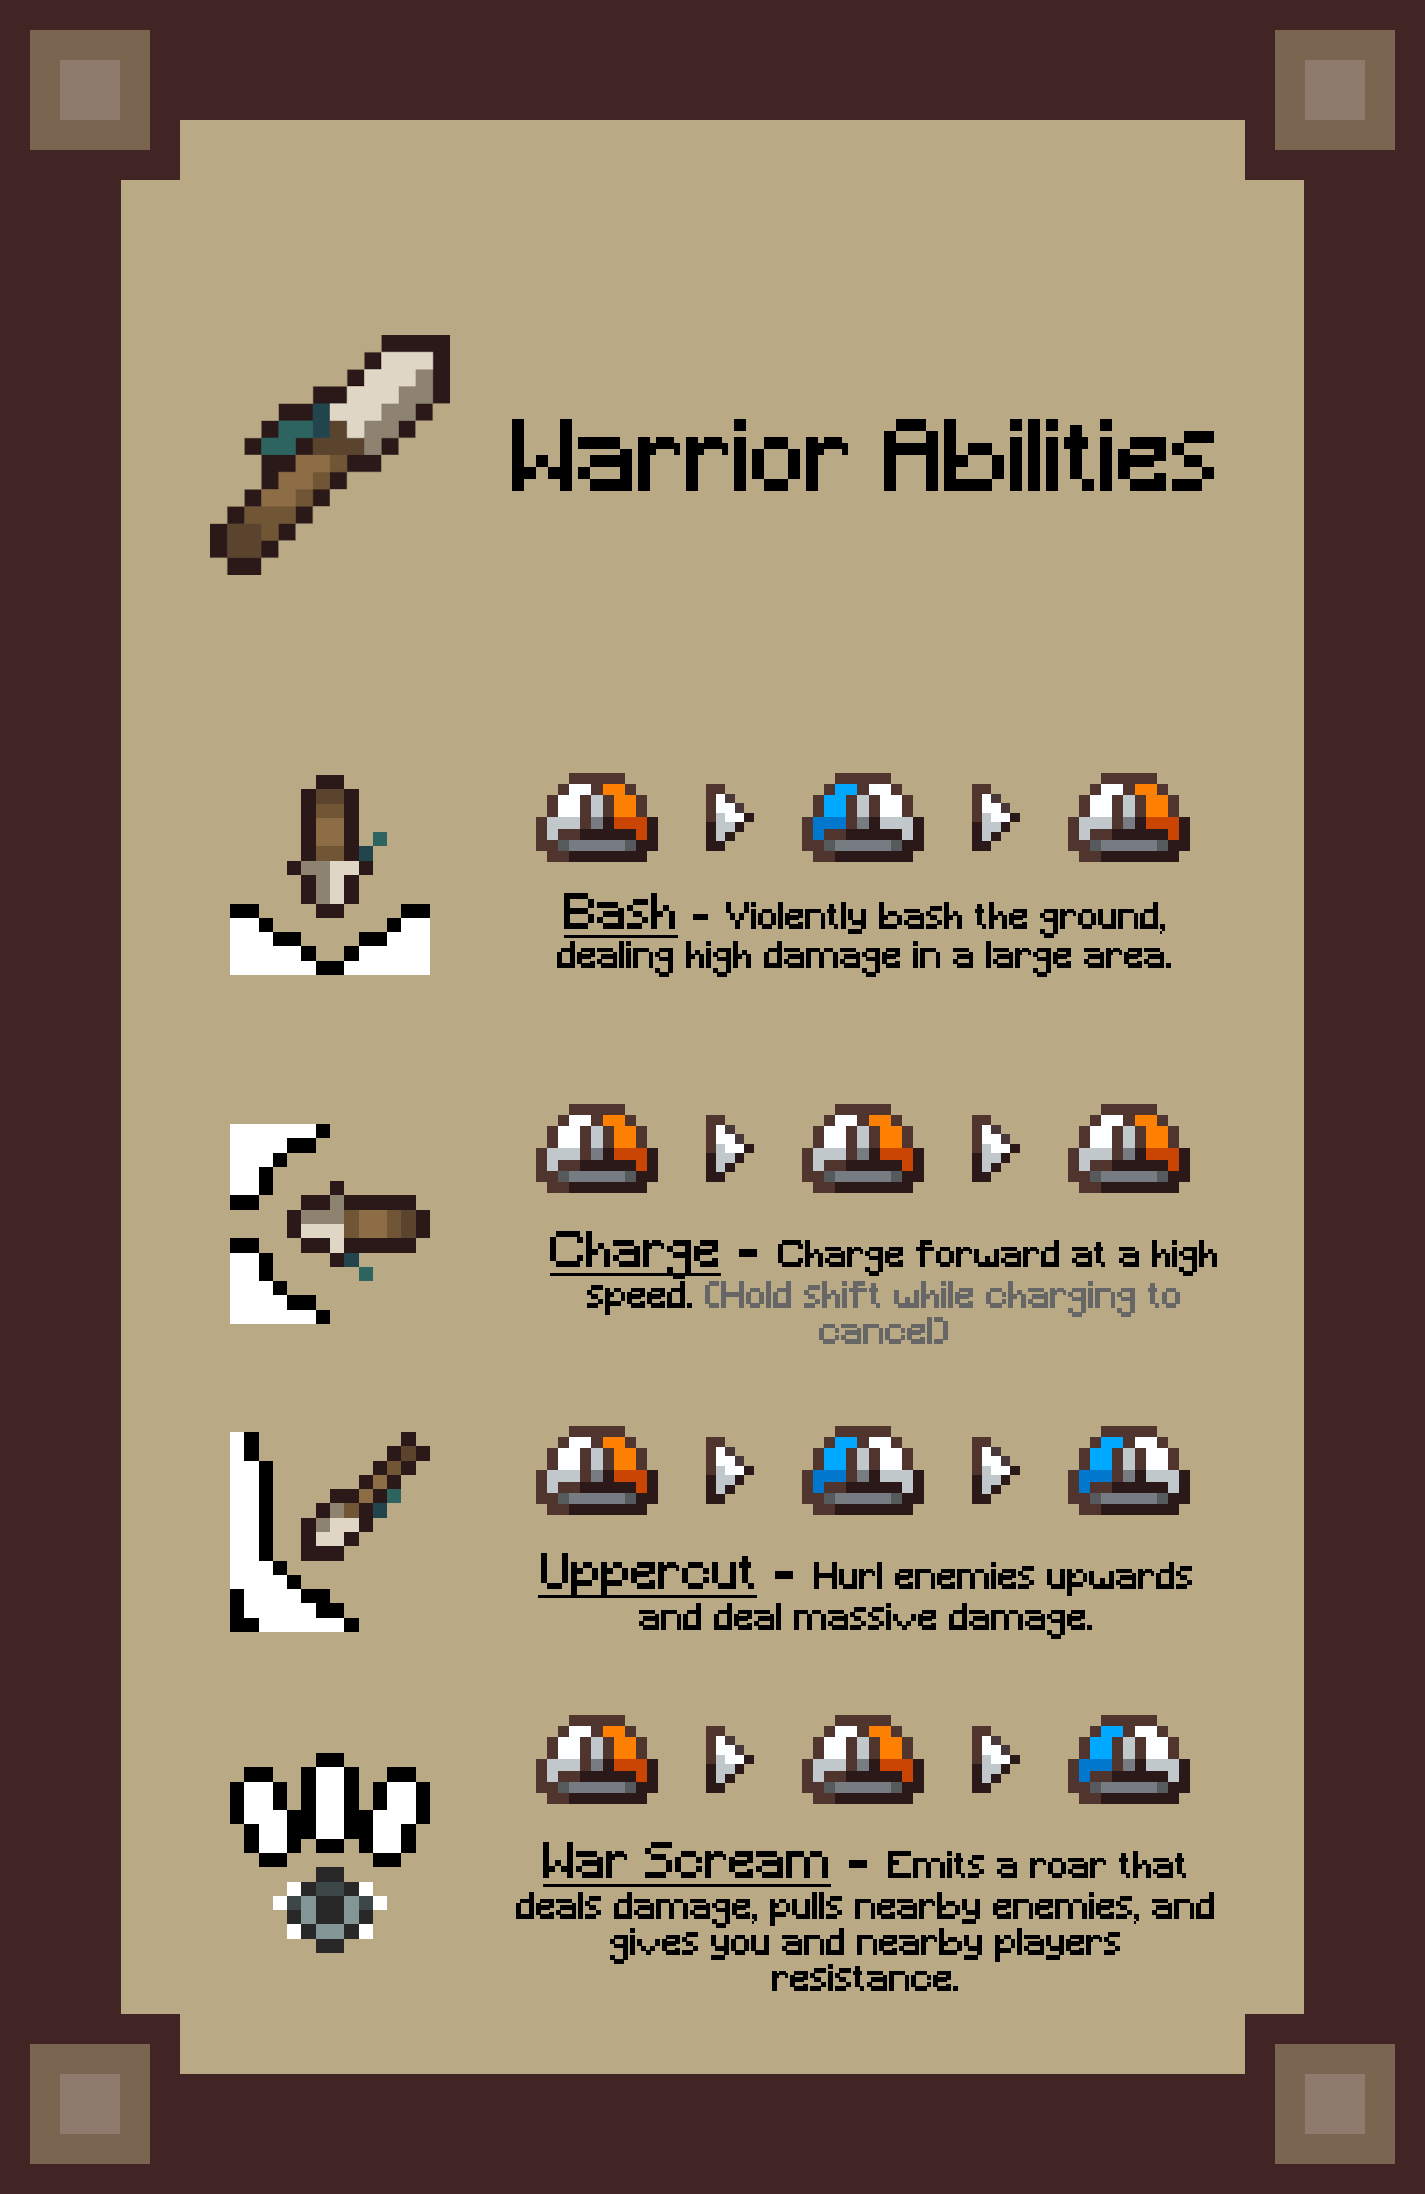 Warrior Abilities
Bash - Violently bash the ground,
dealing high damage in a large area.
Charge - Charge forward at a high
speed. (Hold shift while charging to
cancel)
Uppercut - Hurl enemies upwards
and deal massive damage.
War Scream - Emits a roar that
deals damage, pulls nearby enemies, and
gives you and nearby players
resistance.